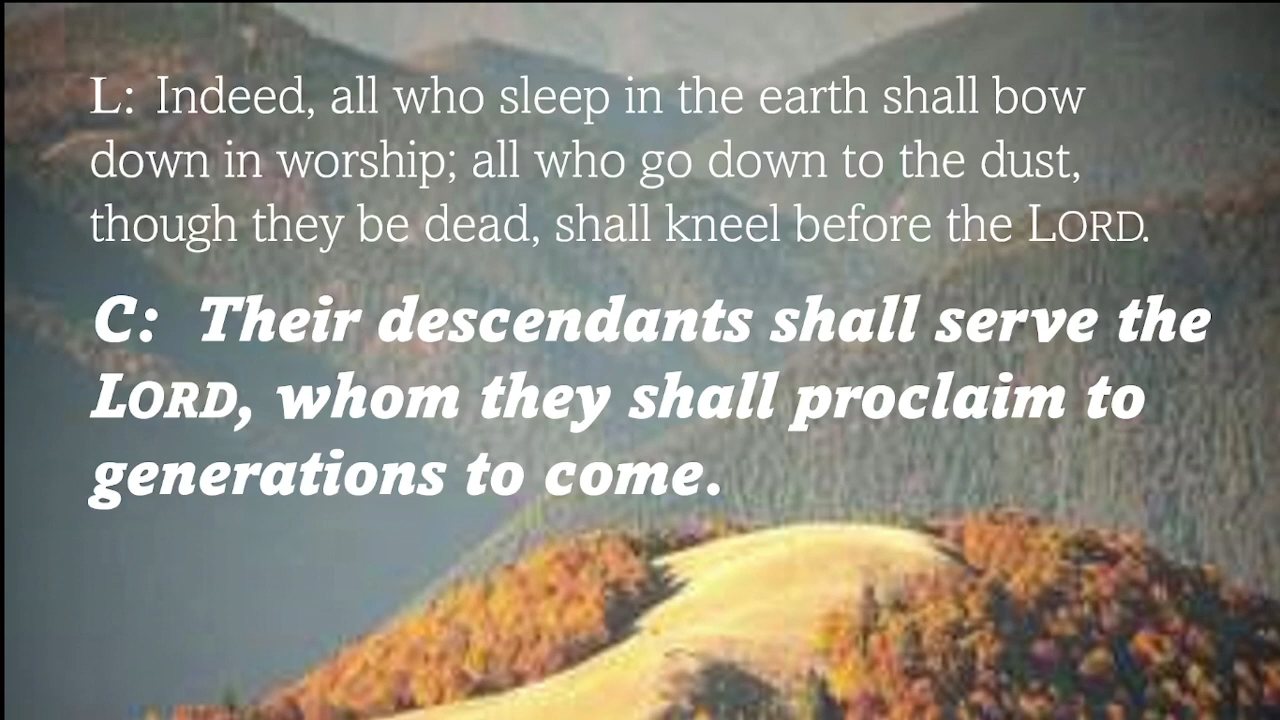 L: Indeed, all who sleep in the earth shall bow
down in worship; all who go down to the dust,
though they be dead, shall kneel before the LORD.
C: Their descendants shall serve the
LORD, whom they shall proclaim to
generations to come.